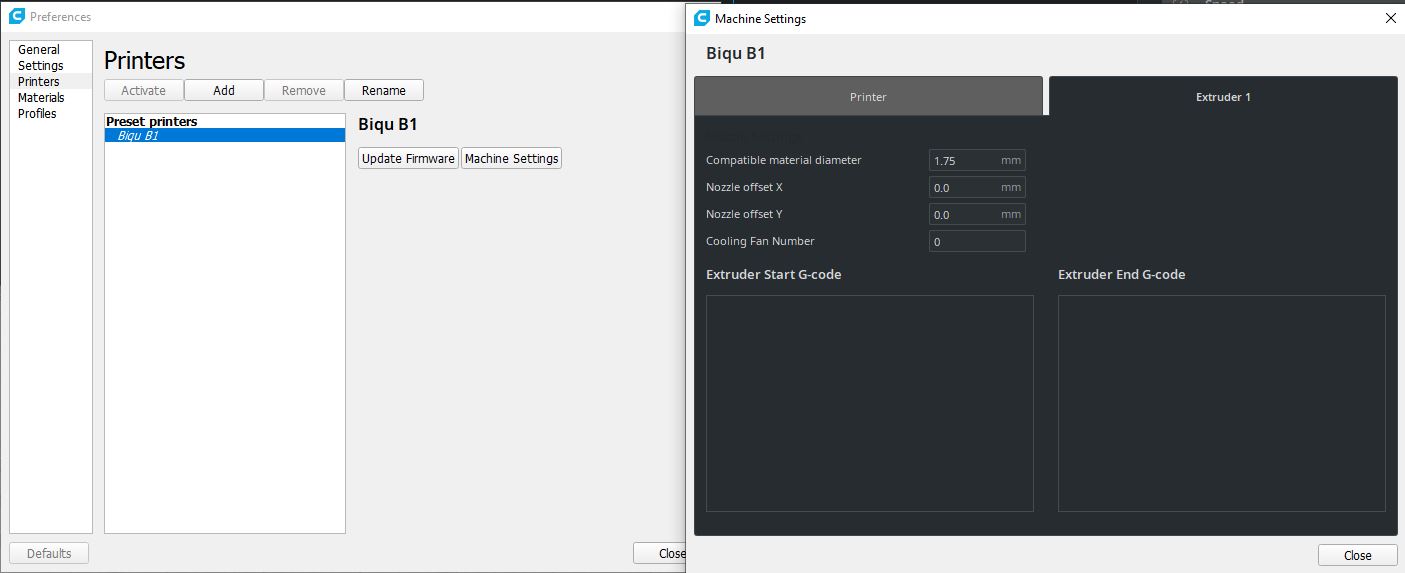 Preferences
General
Settings
Printers
Materials
Profiles
Printers
Activate
Add
Remove
Rename
Preset printers
Biqu B1
Biqu B1
Update Firmware
Machine Settings
Defaults
Close
Machine Settings
Biqu B1
Printer
Extruder 1
Compatible material diameter
1.75 mm
Nozzle offset X
0.0 mm
Nozzle offset Y
0.0 mm
Cooling Fan Number
0
Extruder Start G-code
Extruder End G-code
Close